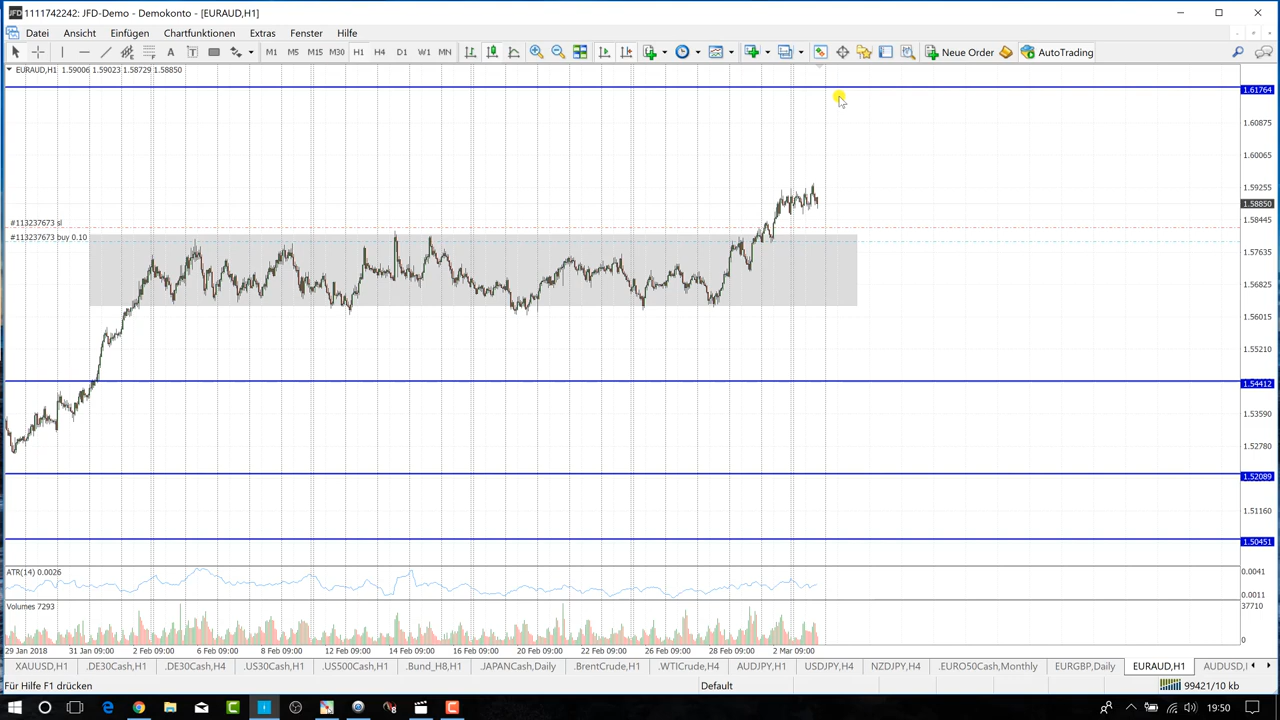 1111742242: JFD-Demo - Demokonto - [EURAUD,H1]
Datei Ansicht Einfügen Chartfunktionen Extras Fenster Hilfe
A T M1 M5 M15 M30 H1 H4 D1 W1 MN New Order AutoTrading
EURAUD,H1 1.59006 1.59023 1.58729 1.58850
1.61764
1.60875
1.60065
1.59255
1.58850
#113237673 sl
1.58445
#113237673 buy 0.10
1.57635
1.56825
1.56015
1.55210
1.54412
1.53590
1.52780
1.52089
1.51160
1.50451
ATR(14) 0.0026
0.0041
0.0011
Volumes 7293
37710
0
29 Jan 2018 31 Jan 09:00 2 Feb 09:00 6 Feb 09:00 8 Feb 09:00 12 Feb 09:00 14 Feb 09:00 16 Feb 09:00 20 Feb 09:00 22 Feb 09:00 26 Feb 09:00 28 Feb 09:00 2 Mar 09:00
XAUUSD,H1 .DE30Cash,H1 .DE30Cash,H4 .US30Cash,H1 .US500Cash,H1 .Bund_H8,H1 .JAPANCash,Daily .BrentCrude,H1 .WTICrude,H4 AUDJPY,H1 USDJPY,H4 NZDJPY,H4 .EURO50Cash,Monthly EURGBP,Daily EURAUD,H1 AUDUSD,
Für Hilfe F1 drücken Default 99421/10 kb
19:50